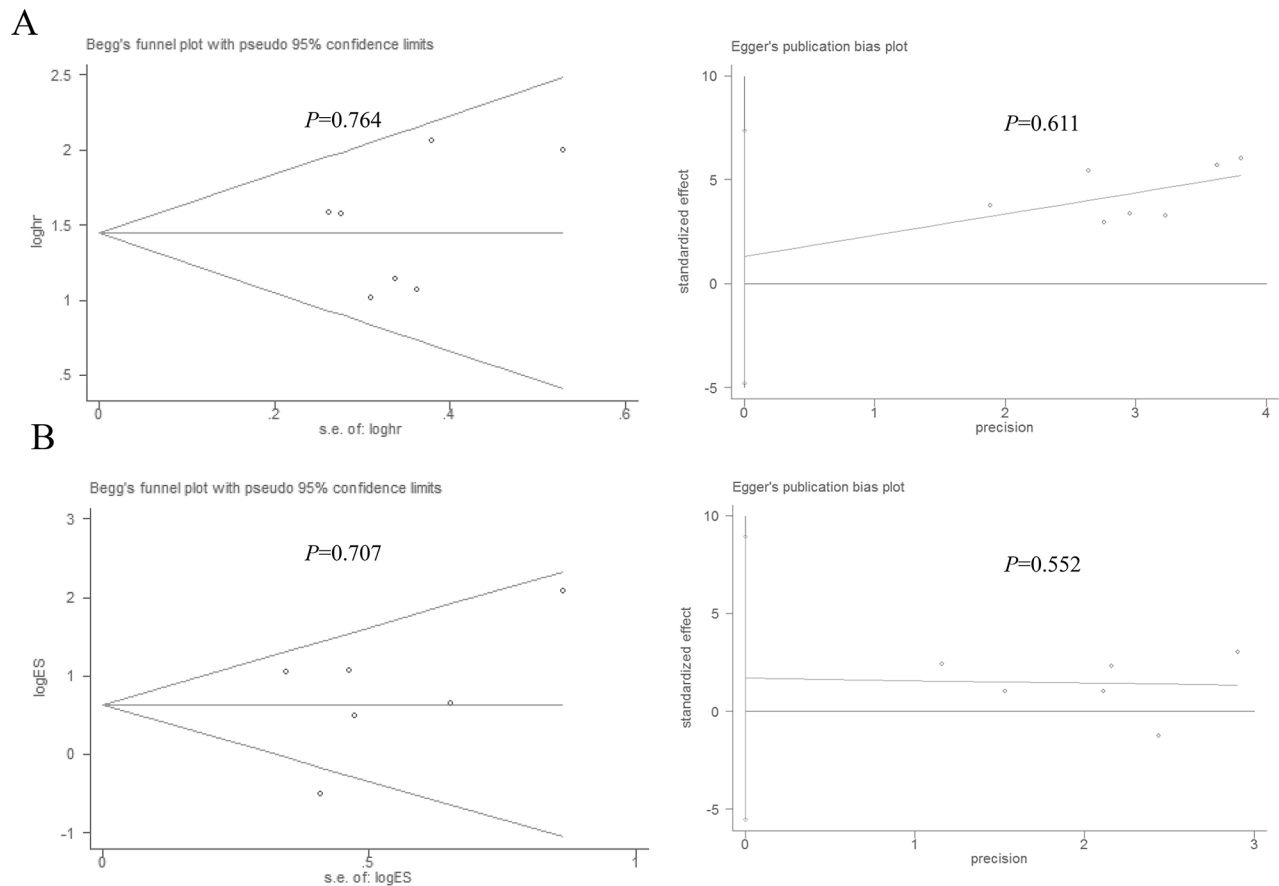 A
Begg's funnel plot with pseudo 95% confidence limits
P=0.764
loghr
2.5
2
1.5
1
.5
0
.2
.4
.6
s.e. of: loghr
Egger's publication bias plot
P=0.611
standardized effect
10
5
0
-5
0
1
2
3
4
precision
B
Begg's funnel plot with pseudo 95% confidence limits
P=0.707
logES
3
2
1
0
-1
0
.5
1
s.e. of: logES
Egger's publication bias plot
P=0.552
standardized effect
10
5
0
-5
0
1
2
3
precision